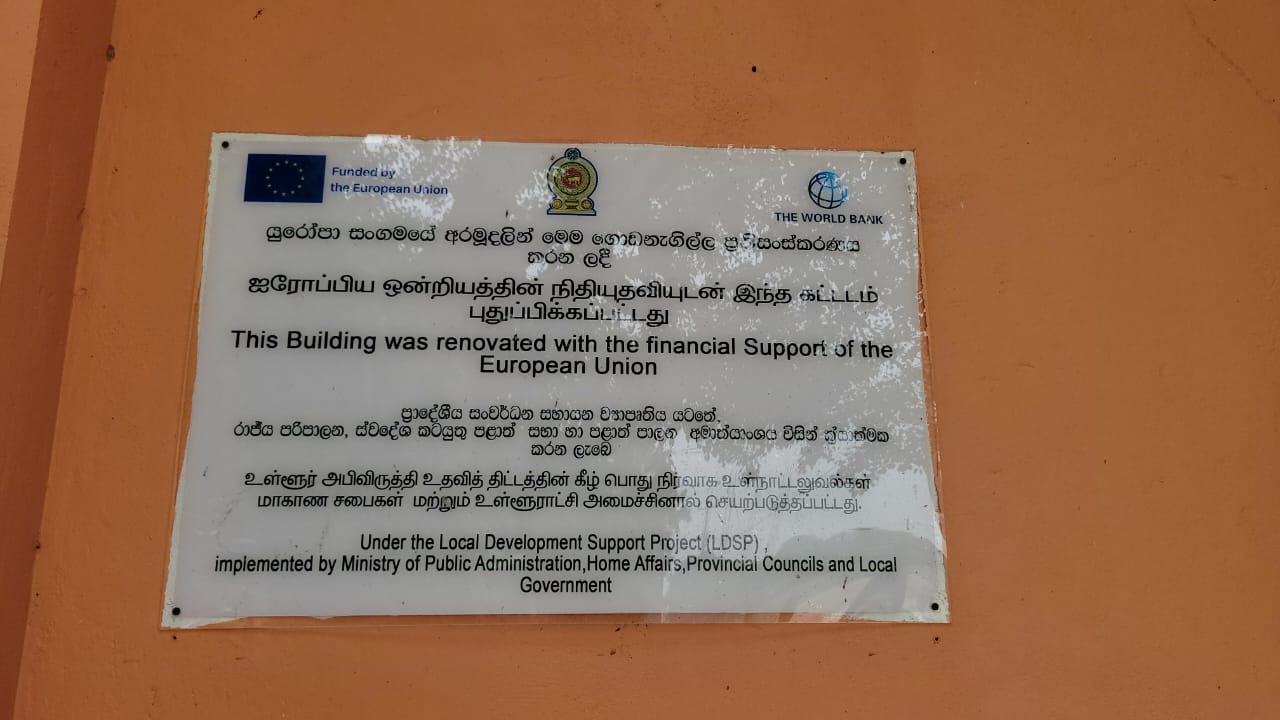 Funded by
the European Union
THE WORLD BANK
යුරෝපා සංගමයේ අරමුදලින් මෙම ගොඩනැගිල්ල ප්‍රතිසංස්කරණය
කරන ලදී
ஐரோப்பிய ஒன்றியத்தின் நிதியுதவியுடன் இந்த கட்டடம்
புதுப்பிக்கப்பட்டது
This Building was renovated with the financial Support of the
European Union
ප්‍රාදේශීය සංවර්ධන සහායන ව්‍යාපෘතිය යටතේ,
රාජ්ය පරිපාලන, ස්වදේශ කටයුතු පළාත් සභා හා පළාත් පාලන අමාත්යාංශය විසින් ක්‍රියාත්මක
කරන ලැබේ
உள்ளூர் அபிவிருத்தி உதவித் திட்டத்தின் கீழ் பொது நிர்வாக உள்நாட்டலுவல்கள்
மாகாண சபைகள் மற்றும் உள்ளூராட்சி அமைச்சினால் செயற்படுத்தப்பட்டது.
Under the Local Development Support Project (LDSP) ,
implemented by Ministry of Public Administration,Home Affairs,Provincial Councils and Local
Government